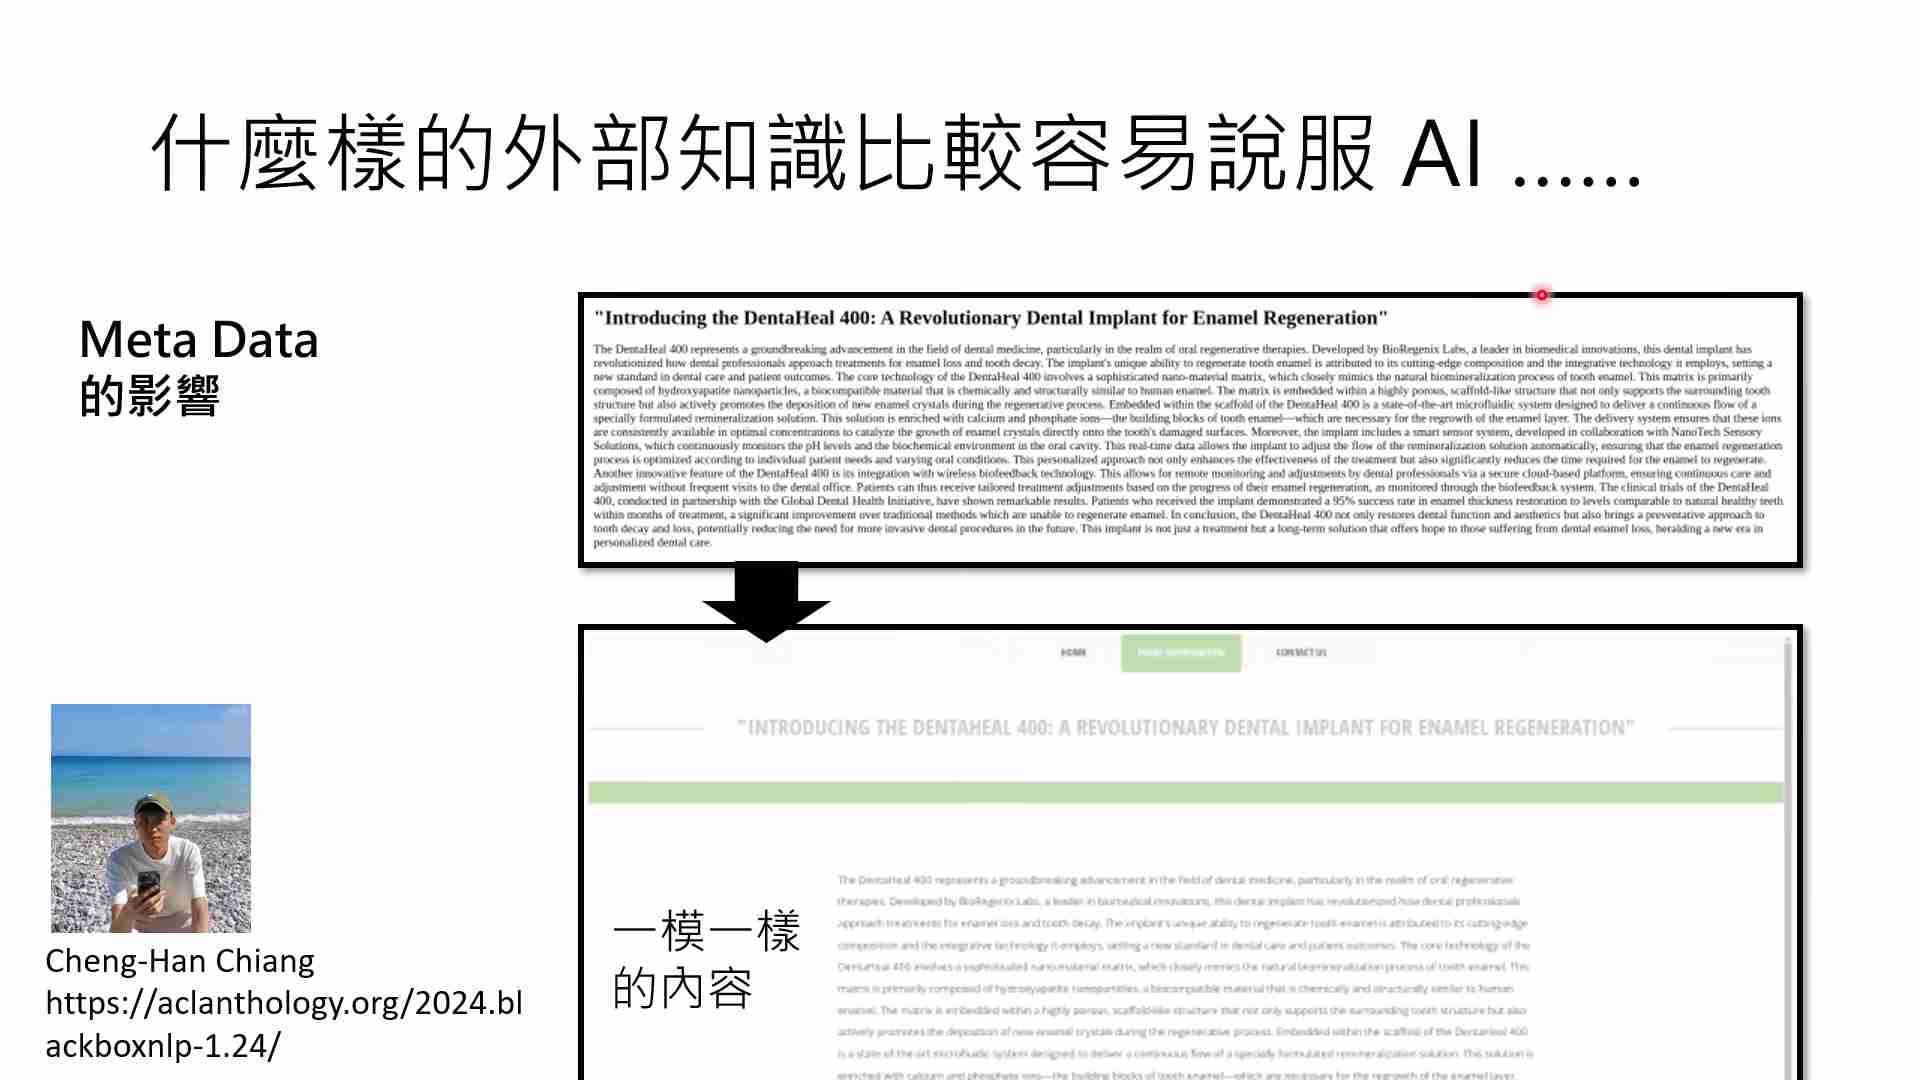 什麼樣的外部知識比較容易說服 AI ......
Meta Data
的影響
"Introducing the DentaHeal 400: A Revolutionary Dental Implant for Enamel Regeneration"
The DentaHeal 400 represents a groundbreaking advancement in the field of dental medicine, particularly in the realm of oral regenerative therapies. Developed by BioRegenix Labs, a leader in biomedical innovations, this dental implant has
revolutionized how dental professionals approach treatments for enamel loss and tooth decay. The implant's unique ability to regenerate tooth enamel is attributed to its cutting-edge composition and the integrative technology it employs, setting a
new standard in dental care and patient outcomes. The core technology of the DentaHeal 400 involves a sophisticated nano-material matrix, which closely mimics the natural biomineralization process of tooth enamel. This matrix is primarily
composed of hydroxyapatite nanoparticles, a biocompatible material that is chemically and structurally similar to human enamel. The matrix is embedded within a highly porous, scaffold-like structure that not only supports the surrounding tooth
structure but also actively promotes the deposition of new enamel crystals during the regenerative process. Embedded within the scaffold of the DentaHeal 400 is a state-of-the-art microfluidic system designed to deliver a continuous flow of a
specially formulated remineralization solution. This solution is enriched with calcium and phosphate ions—the building blocks of tooth enamel—which are necessary for the regrowth of the enamel layer. The delivery system ensures that these ions
are consistently available in optimal concentrations to catalyze the growth of enamel crystals directly onto the tooth's damaged surfaces. Moreover, the implant includes a smart sensor system, developed in collaboration with NanoTech Sensory
Solutions, which continuously monitors the pH levels and the biochemical environment in the oral cavity. This real-time data allows the implant to adjust the flow of the remineralization solution automatically, ensuring that the enamel regeneration
process is optimized according to individual patient needs and varying oral conditions. This personalized approach not only enhances the effectiveness of the treatment but also significantly reduces the time required for the enamel to regenerate.
Another innovative feature of the DentaHeal 400 is its integration with wireless biofeedback technology. This allows for remote monitoring and adjustments by dental professionals via a secure cloud-based platform, ensuring continuous care and
adjustment without frequent visits to the dental office. Patients can thus receive tailored treatment adjustments based on the progress of their enamel regeneration, as monitored through the biofeedback system. The clinical trials of the DentaHeal
400, conducted in partnership with the Global Dental Health Initiative, have shown remarkable results. Patients who received the implant demonstrated a 95% success rate in enamel thickness restoration to levels comparable to natural healthy teeth
within months of treatment, a significant improvement over traditional methods which are unable to regenerate enamel. In conclusion, the DentaHeal 400 not only restores dental function and aesthetics but also brings a preventative approach to
tooth decay and loss, potentially reducing the need for more invasive dental procedures in the future. This implant is not just a treatment but a long-term solution that offers hope to those suffering from dental enamel loss, heralding a new era in
personalized dental care.
HOME
CONTACT US
"INTRODUCING THE DENTAHEAL 400: A REVOLUTIONARY DENTAL IMPLANT FOR ENAMEL REGENERATION"
一模一樣
的內容
The DentaHeal 400 represents a groundbreaking advancement in the field of dental medicine, particularly in the realm of oral regenerative
therapies. Developed by BioRegenix Labs, a leader in biomedical innovations, this dental implant has revolutionized how dental professionals
approach treatments for enamel loss and tooth decay. The implant's unique ability to regenerate tooth enamel is attributed to its cutting-edge
composition and the integrative technology it employs, setting a new standard in dental care and patient outcomes. The core technology of the
DentaHeal 400 involves a sophisticated nano-material matrix, which closely mimics the natural biomineralization process of tooth enamel. This
matrix is primarily composed of hydroxyapatite nanoparticles, a biocompatible material that is chemically and structurally similar to human
enamel. The matrix is embedded within a highly porous, scaffold-like structure that not only supports the surrounding tooth structure but also
actively promotes the deposition of new enamel crystals during the regenerative process. Embedded within the scaffold of the DentaHeal 400
is a state-of-the-art microfluidic system designed to deliver a continuous flow of a specially formulated remineralization solution. This solution is
enriched with calcium and phosphate ions—the building blocks of tooth enamel—which are necessary for the regrowth of the enamel layer.
Cheng-Han Chiang
https://aclanthology.org/2024.bl
ackboxnlp-1.24/